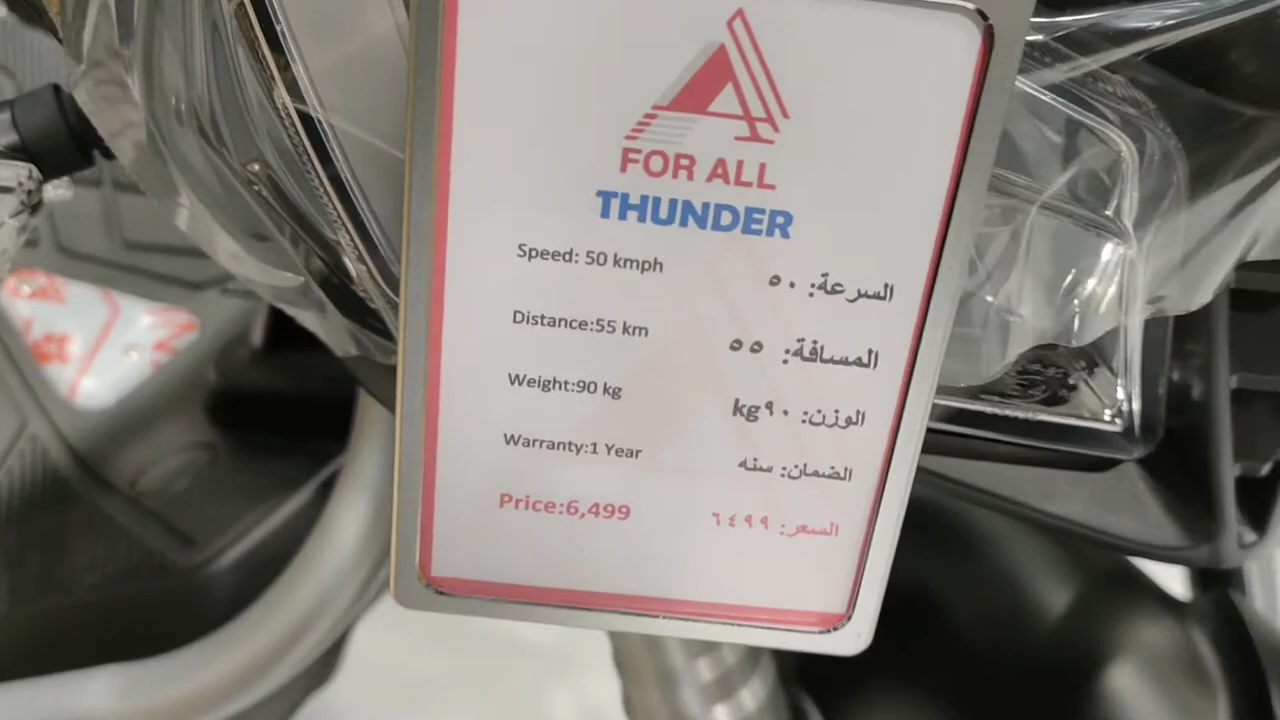 FOR ALL
THUNDER
Speed: 50 kmph
السرعة: ٥٠
Distance:55 km
المسافة: ٥٥
Weight:90 kg
الوزن: ٩٠kg
Warranty:1 Year
الضمان: سنه
Price:6,499
السعر: ٦٤٩٩